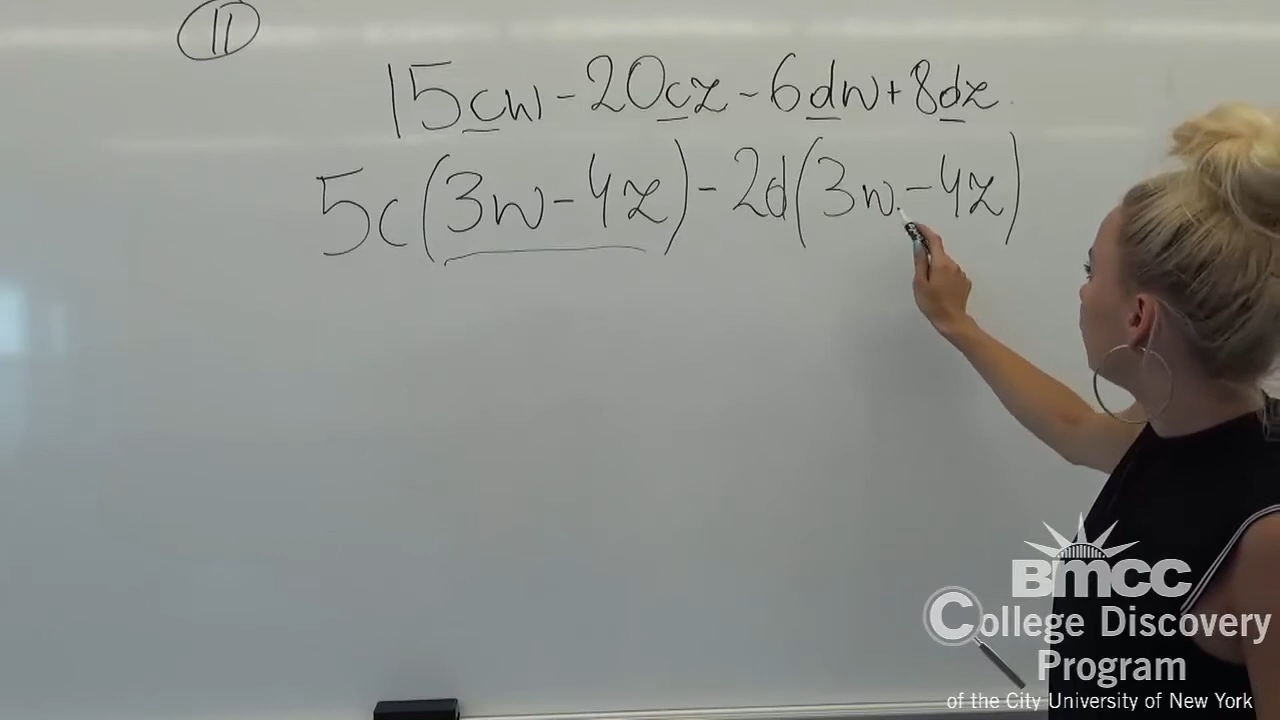 11
15cw - 20cz - 6dw + 8dz
5c(3w - 4z) - 2d(3w - 4z)
BMCC
College Discovery
Program
of the City University of New York